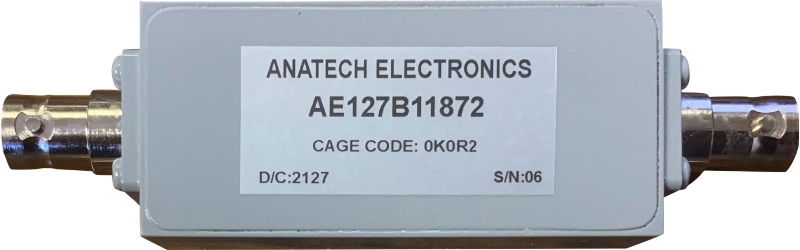 ANATECH ELECTRONICS
AE127B11872
CAGE CODE: 0K0R2
D/C:2127 S/N:06